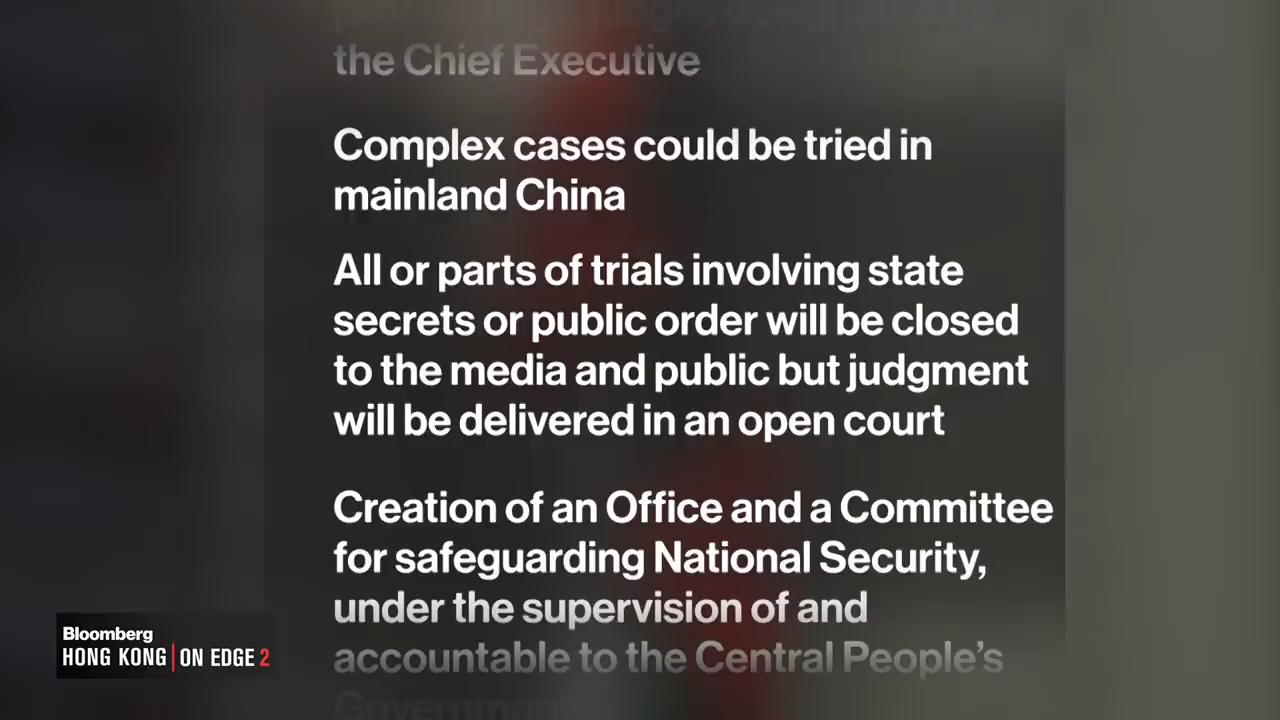 the Chief Executive
Complex cases could be tried in
mainland China
All or parts of trials involving state
secrets or public order will be closed
to the media and public but judgment
will be delivered in an open court
Creation of an Office and a Committee
for safeguarding National Security,
under the supervision of and
accountable to the Central People's
Government
Bloomberg
HONG KONG | ON EDGE 2